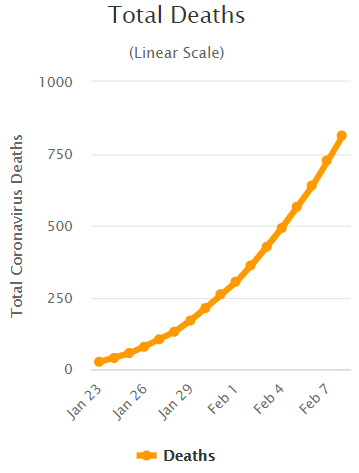 Total Deaths
(Linear Scale)
Total Coronavirus Deaths
1000
750
500
250
0
Jan 23
Jan 26
Jan 29
Feb 1
Feb 4
Feb 7
Deaths